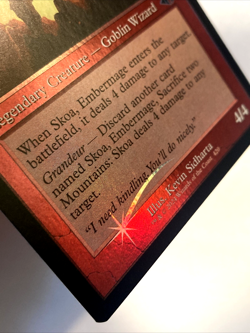 Legendary Creature — Goblin Wizard
When Skoa, Embermage enters the
battlefield, it deals 4 damage to any target.
Grandeur — Discard another card
named Skoa, Embermage, Sacrifice two
Mountains: Skoa deals 4 damage to any
target.
"I need kindling. You'll do nicely."
4/4
Illus. Kevin Sidharta